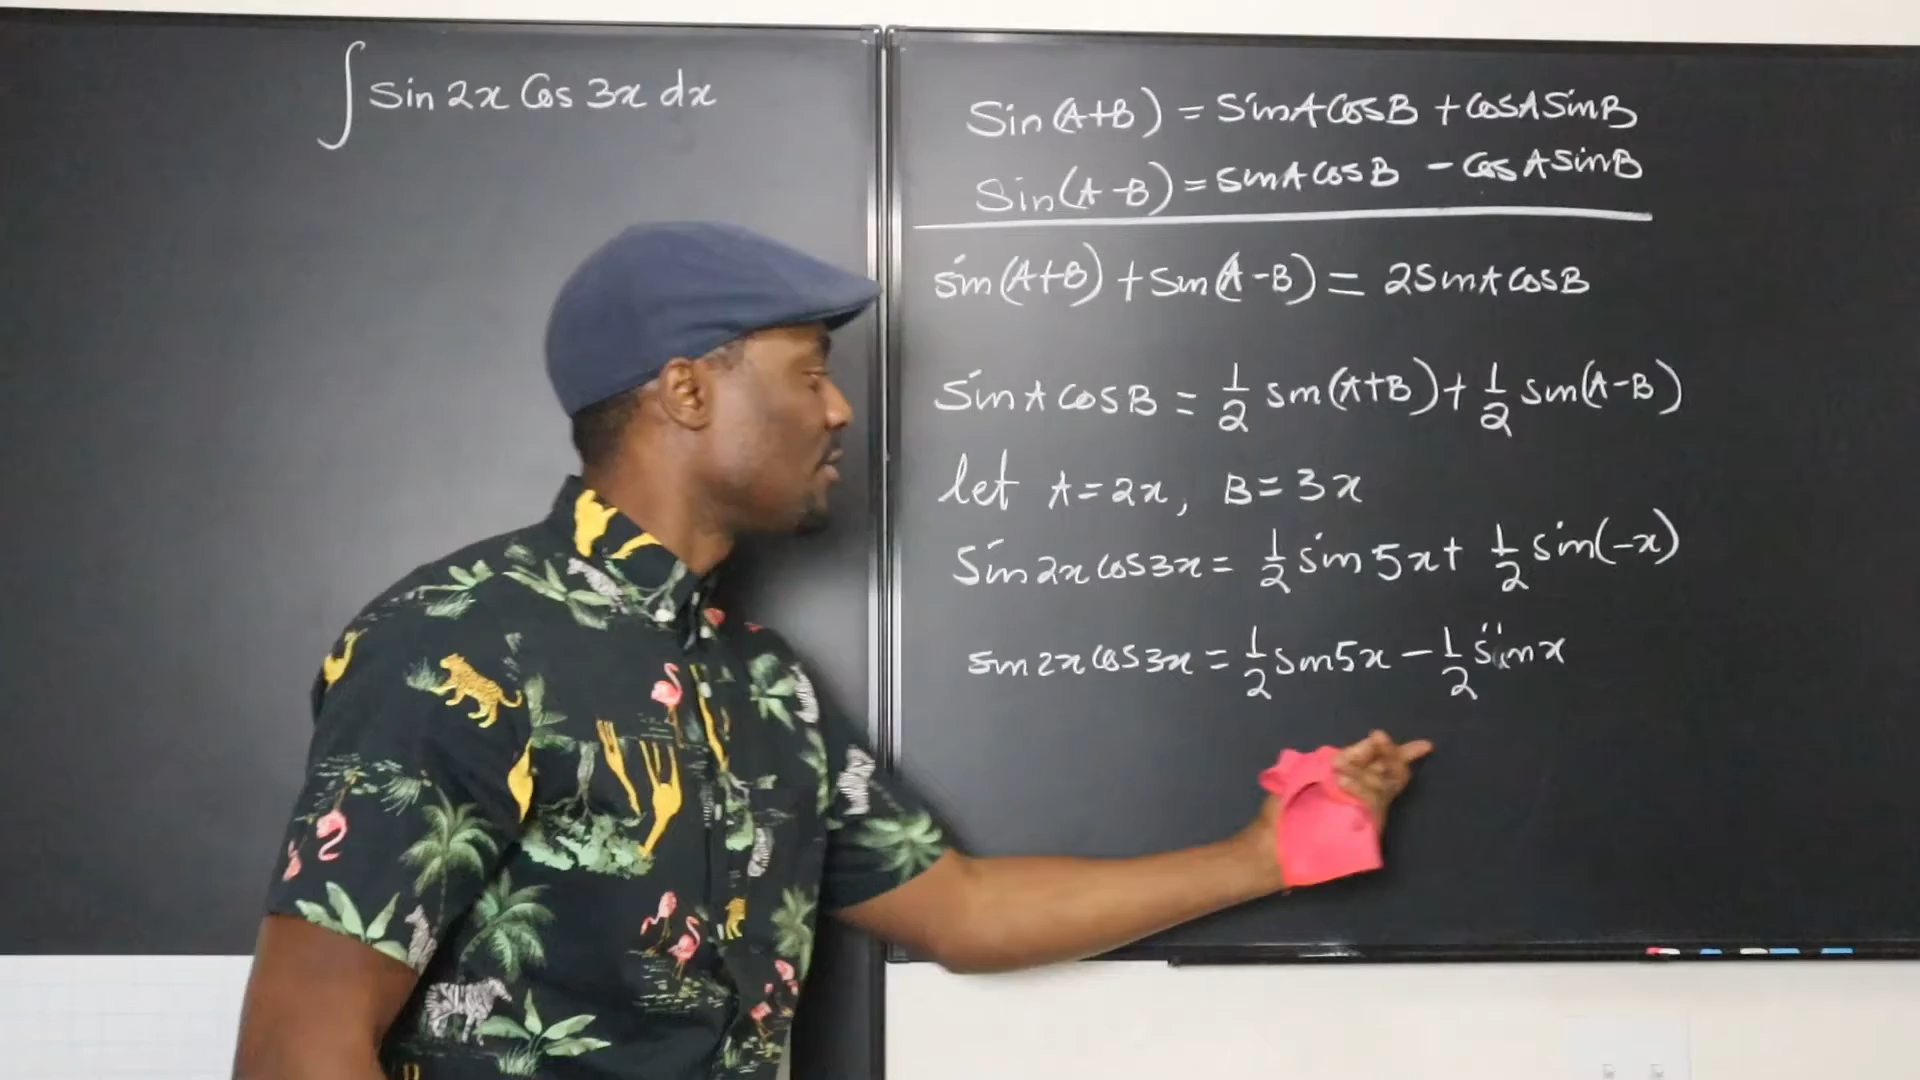 ∫ Sin 2x Cos 3x dx
Sin(A+B) = SinA CosB + CosA SinB
Sin(A-B) = sinA cosB - CosA sinB
sin(A+B) + Sin(A-B) = 2SinA cosB
SinA CosB = 1/2 sin(A+B) + 1/2 sin(A-B)
let A=2x, B=3x
Sin2x cos3x = 1/2 sin 5x + 1/2 sin(-x)
sin2x cos3x = 1/2 sin5x - 1/2 sinx